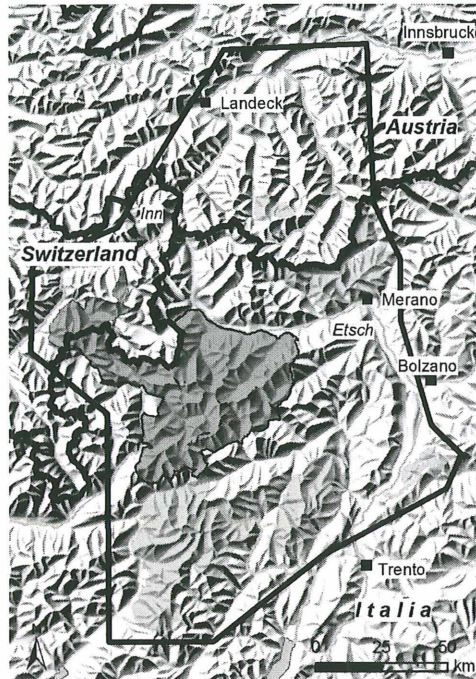 Innsbruck
Landeck
Austria
Inn
Switzerland
Merano
Etsch
Bolzano
Trento
Italia
0 25 50
km